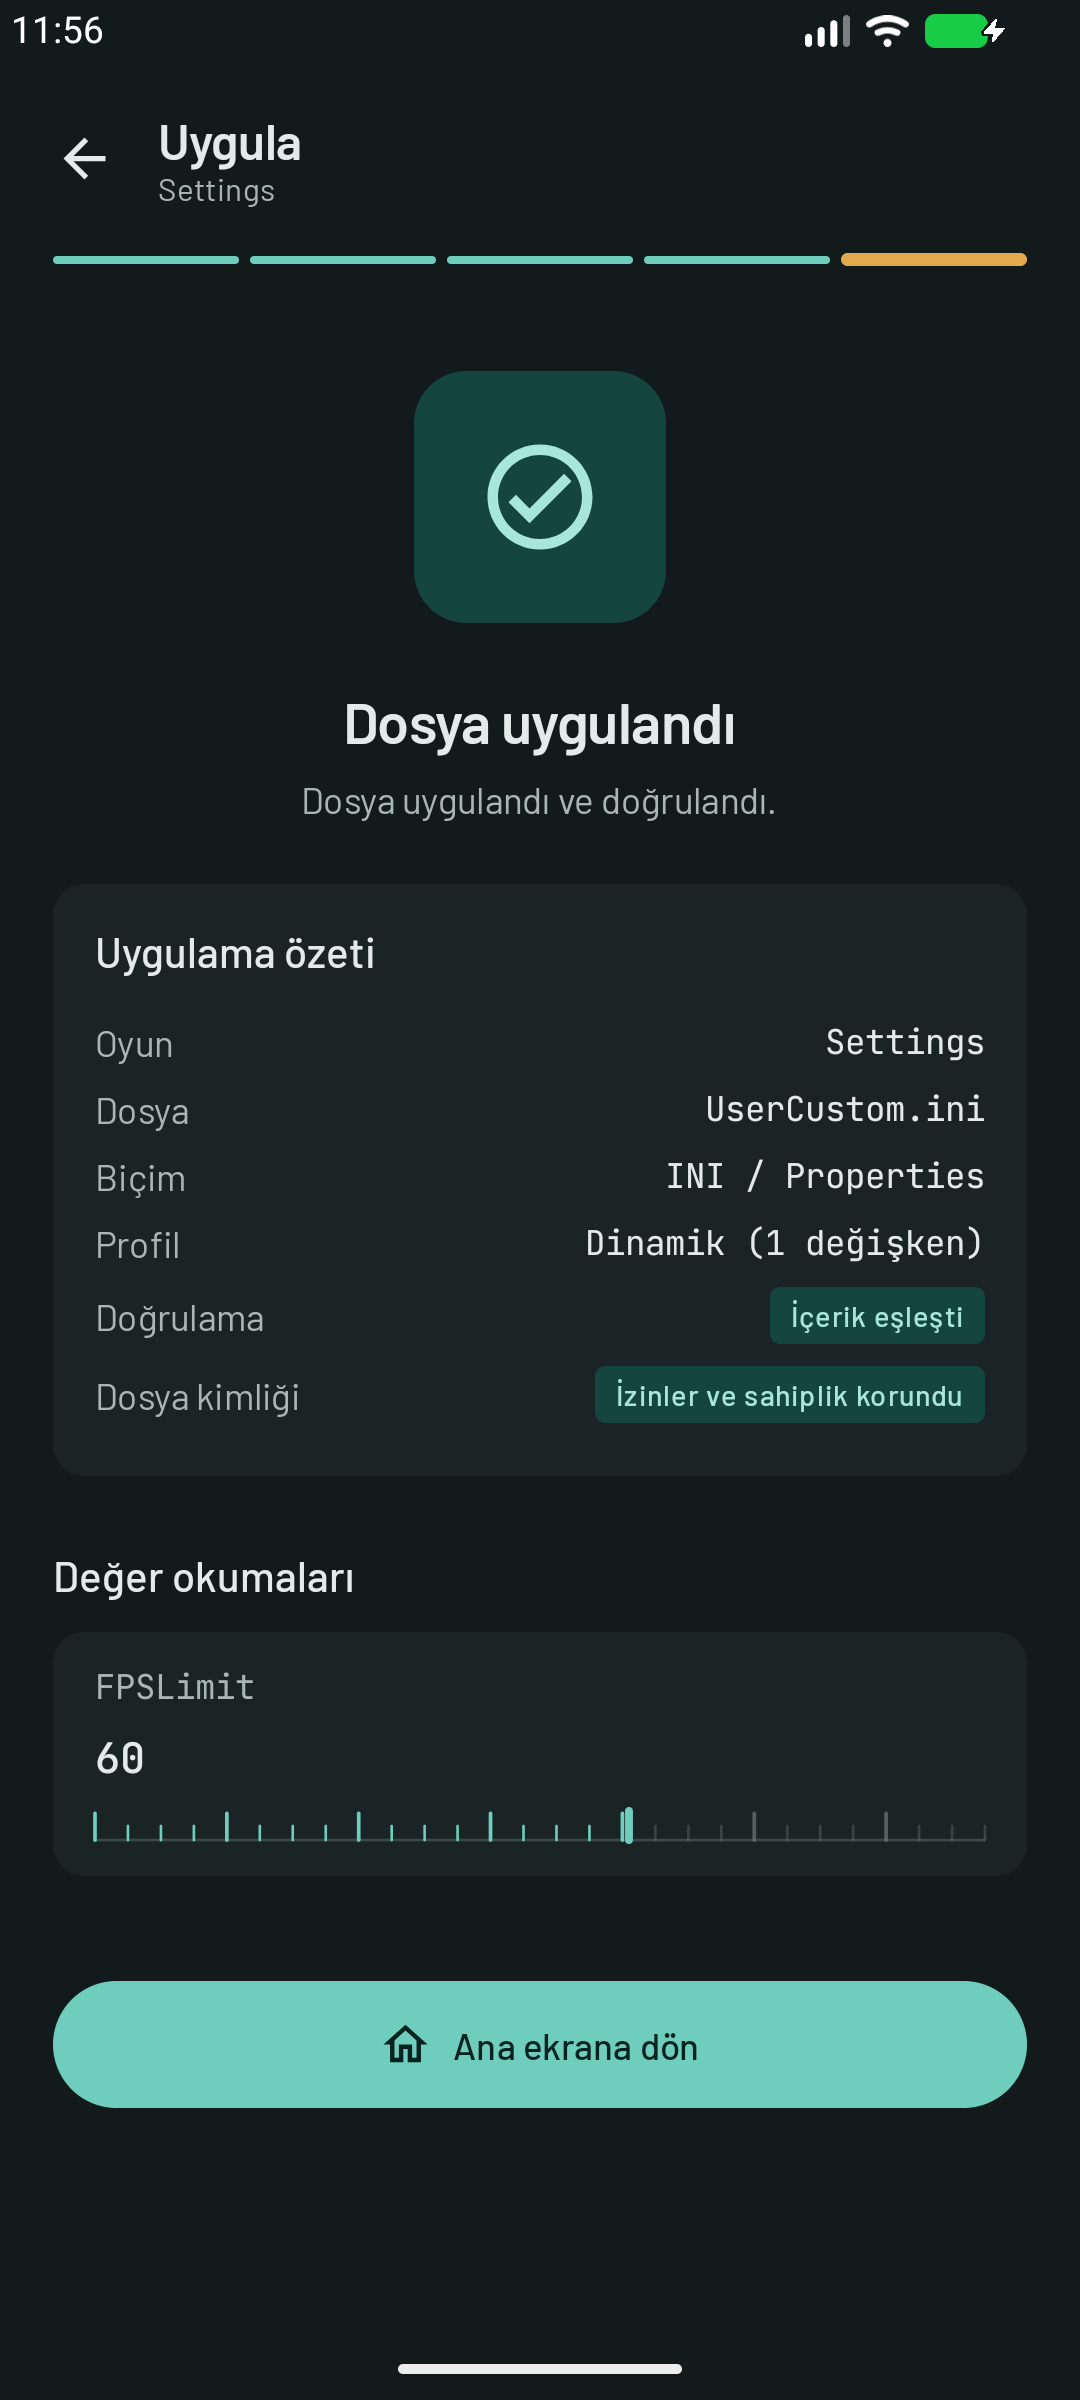 11:56
Uygula
Settings
Dosya uygulandı
Dosya uygulandı ve doğrulandı.
Uygulama özeti
Oyun Settings
Dosya UserCustom.ini
Biçim INI / Properties
Profil Dinamik (1 değişken)
Doğrulama İçerik eşleşti
Dosya kimliği İzinler ve sahiplik korundu
Değer okumaları
FPSLimit
60
Ana ekrana dön